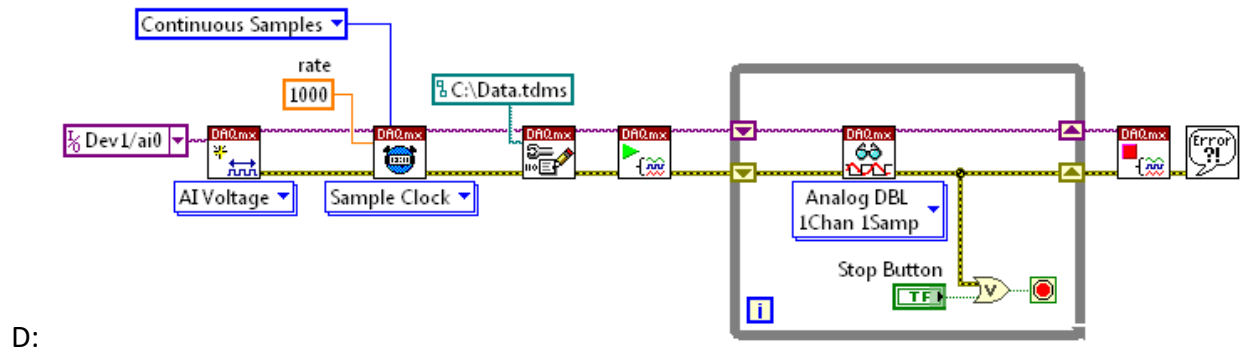 Continuous Samples
rate
1000
C:\Data.tdms
I/O Dev1/ai0
DAQmx
DAQmx
DAQmx
DAQmx
DAQmx
DAQmx
Error
?!
AI Voltage
Sample Clock
Analog DBL
1Chan 1Samp
Stop Button
TF
V
i
D: